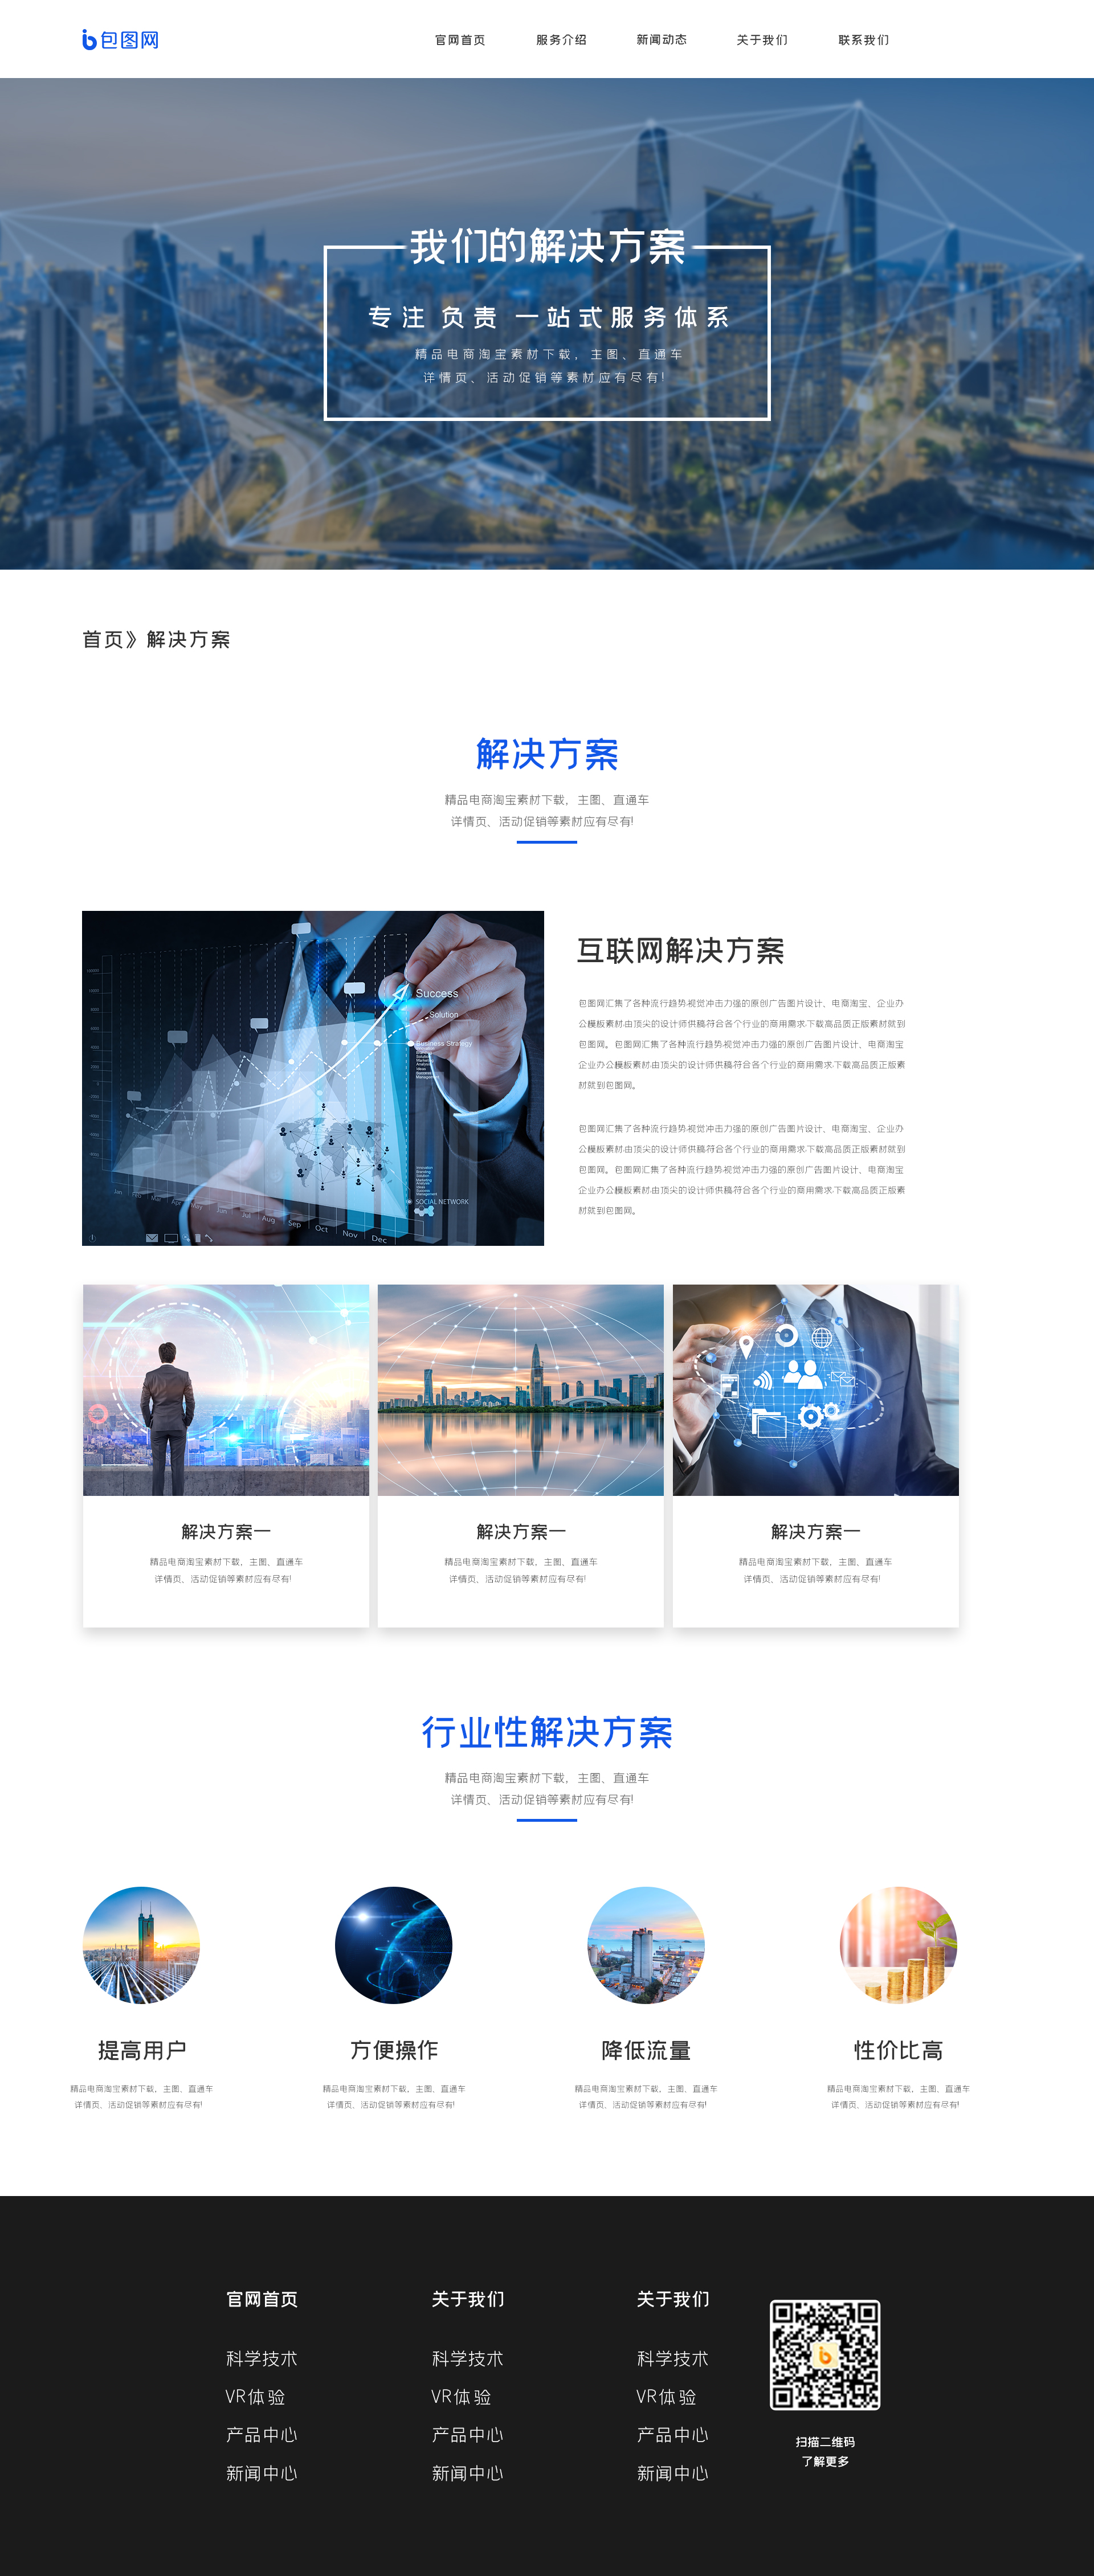 包图网
官网首页 服务介绍 新闻动态 关于我们 联系我们
我们的解决方案
专注 负责 一站式服务体系
精品电商淘宝素材下载，主图、直通车
详情页、活动促销等素材应有尽有!
首页》解决方案
解决方案
精品电商淘宝素材下载，主图、直通车
详情页、活动促销等素材应有尽有!
Success
Solution
Business Strategy
SOCIAL NETWORK
Jan Feb Mar Apr May Jun Jul Aug Sep Oct Nov Dec
互联网解决方案
包图网汇集了各种流行趋势,视觉冲击力强的原创广告图片设计、电商淘宝、企业办
公模板素材,由顶尖的设计师供稿,符合各个行业的商用需求,下载高品质正版素材就到
包图网。包图网汇集了各种流行趋势,视觉冲击力强的原创广告图片设计、电商淘宝
企业办公模板素材,由顶尖的设计师供稿,符合各个行业的商用需求,下载高品质正版素
材就到包图网。
包图网汇集了各种流行趋势,视觉冲击力强的原创广告图片设计、电商淘宝、企业办
公模板素材,由顶尖的设计师供稿,符合各个行业的商用需求,下载高品质正版素材就到
包图网。包图网汇集了各种流行趋势,视觉冲击力强的原创广告图片设计、电商淘宝
企业办公模板素材,由顶尖的设计师供稿,符合各个行业的商用需求,下载高品质正版素
材就到包图网。
解决方案一
精品电商淘宝素材下载，主图、直通车
详情页、活动促销等素材应有尽有!
解决方案一
精品电商淘宝素材下载，主图、直通车
详情页、活动促销等素材应有尽有!
解决方案一
精品电商淘宝素材下载，主图、直通车
详情页、活动促销等素材应有尽有!
行业性解决方案
精品电商淘宝素材下载，主图、直通车
详情页、活动促销等素材应有尽有!
提高用户
精品电商淘宝素材下载，主图、直通车
详情页、活动促销等素材应有尽有!
方便操作
精品电商淘宝素材下载，主图、直通车
详情页、活动促销等素材应有尽有!
降低流量
精品电商淘宝素材下载，主图、直通车
详情页、活动促销等素材应有尽有!
性价比高
精品电商淘宝素材下载，主图、直通车
详情页、活动促销等素材应有尽有!
官网首页
科学技术
VR体验
产品中心
新闻中心
关于我们
科学技术
VR体验
产品中心
新闻中心
关于我们
科学技术
VR体验
产品中心
新闻中心
扫描二维码
了解更多